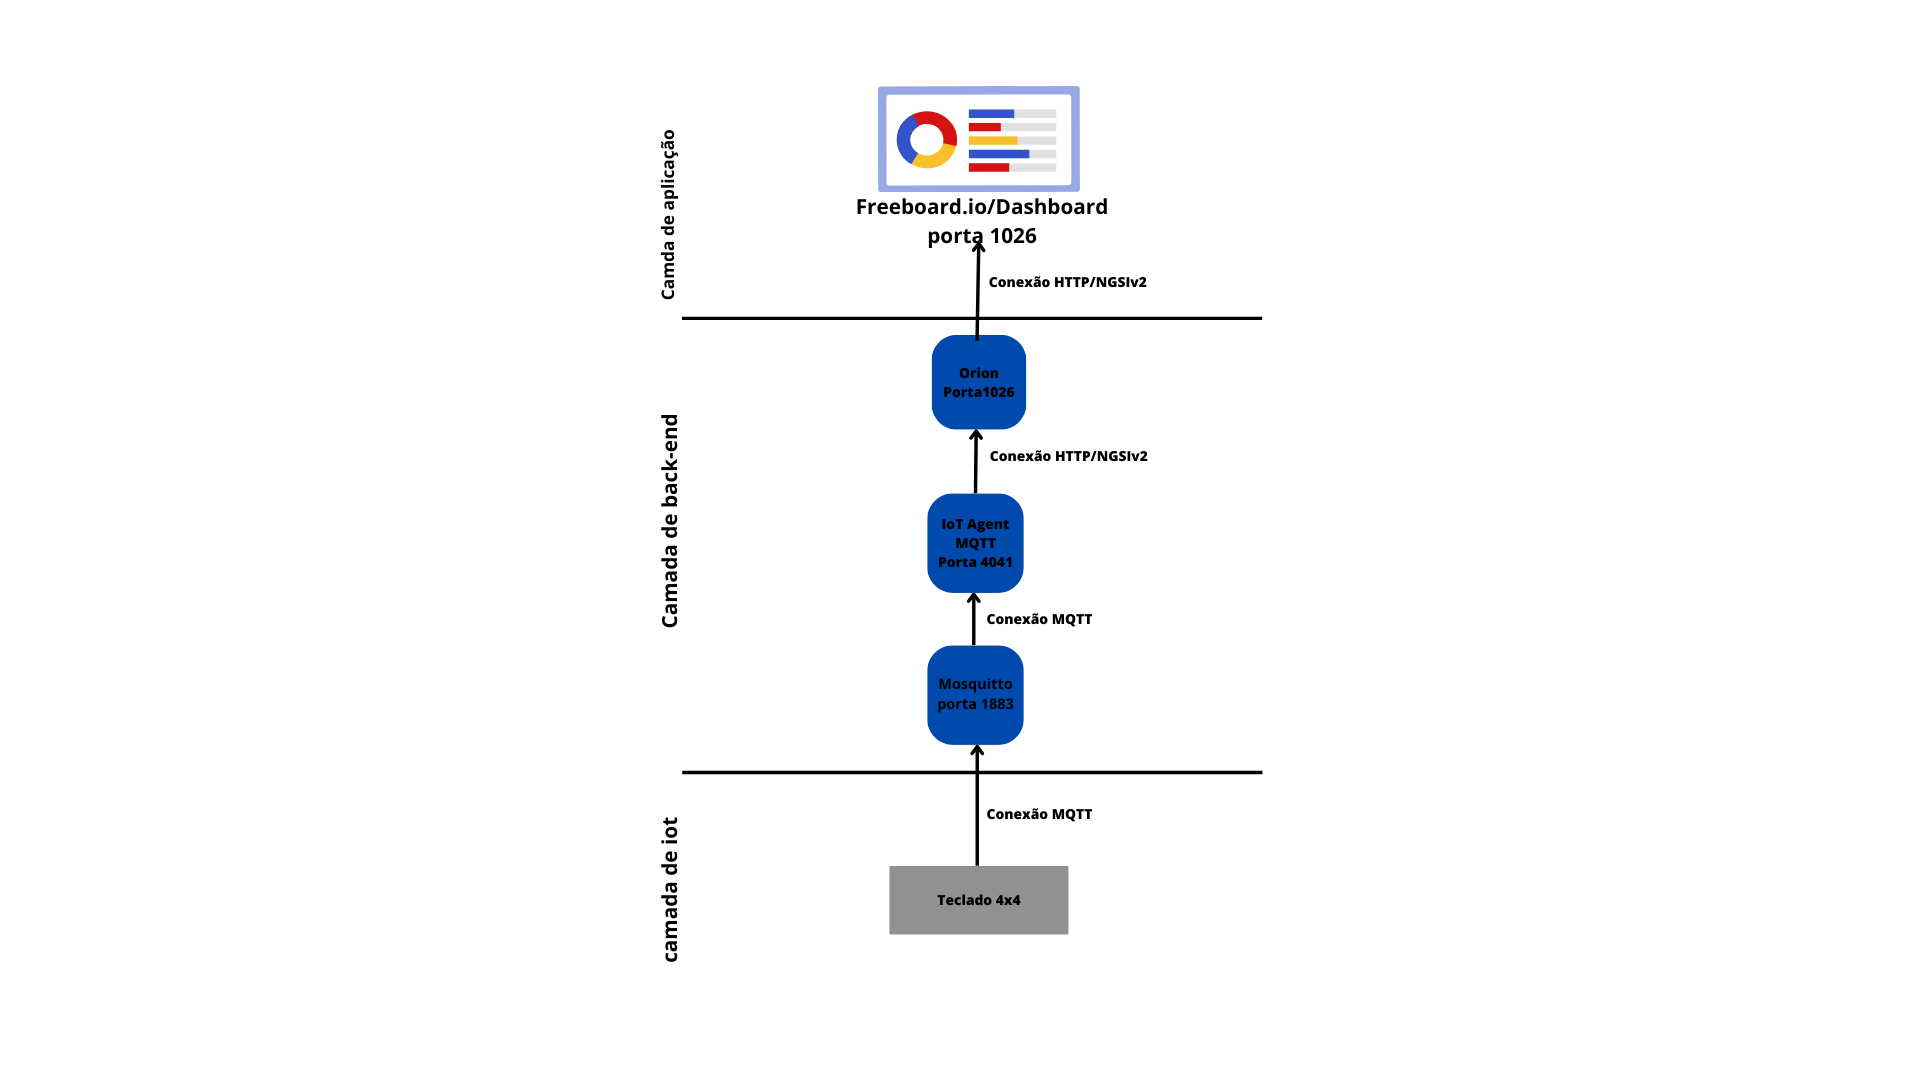 Camda de aplicação
Freeboard.io/Dashboard
porta 1026
Conexão HTTP/NGSIv2
Camada de back-end
Orion
Porta1026
Conexão HTTP/NGSIv2
IoT Agent
MQTT
Porta 4041
Conexão MQTT
Mosquitto
porta 1883
camada de iot
Conexão MQTT
Teclado 4x4